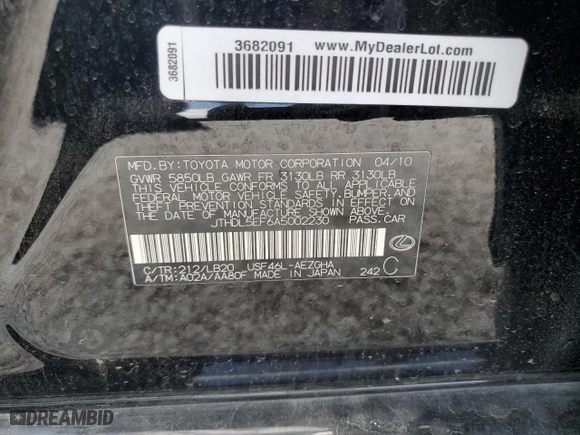 3682091
3682091 www.MyDealerLot.com
MFD.BY:TOYOTA MOTOR CORPORATION 04/10
GVWR 5850LB GAWR FR 3130LB RR 3130LB
THIS VEHICLE CONFORMS TO ALL APPLICABLE
FEDERAL MOTOR VEHICLE SAFETY,BUMPER, AND
THEFT PREVENTION STANDARDS IN EFFECT ON
THE DATE OF MANUFACTURE SHOWN ABOVE.
JTHDL5EF6A5002230 PASS.CAR
C/TR:212/LB20 USF46L-AEZGHA
A/TM:A02A/AA80F MADE IN JAPAN 242 C
DREAMBID